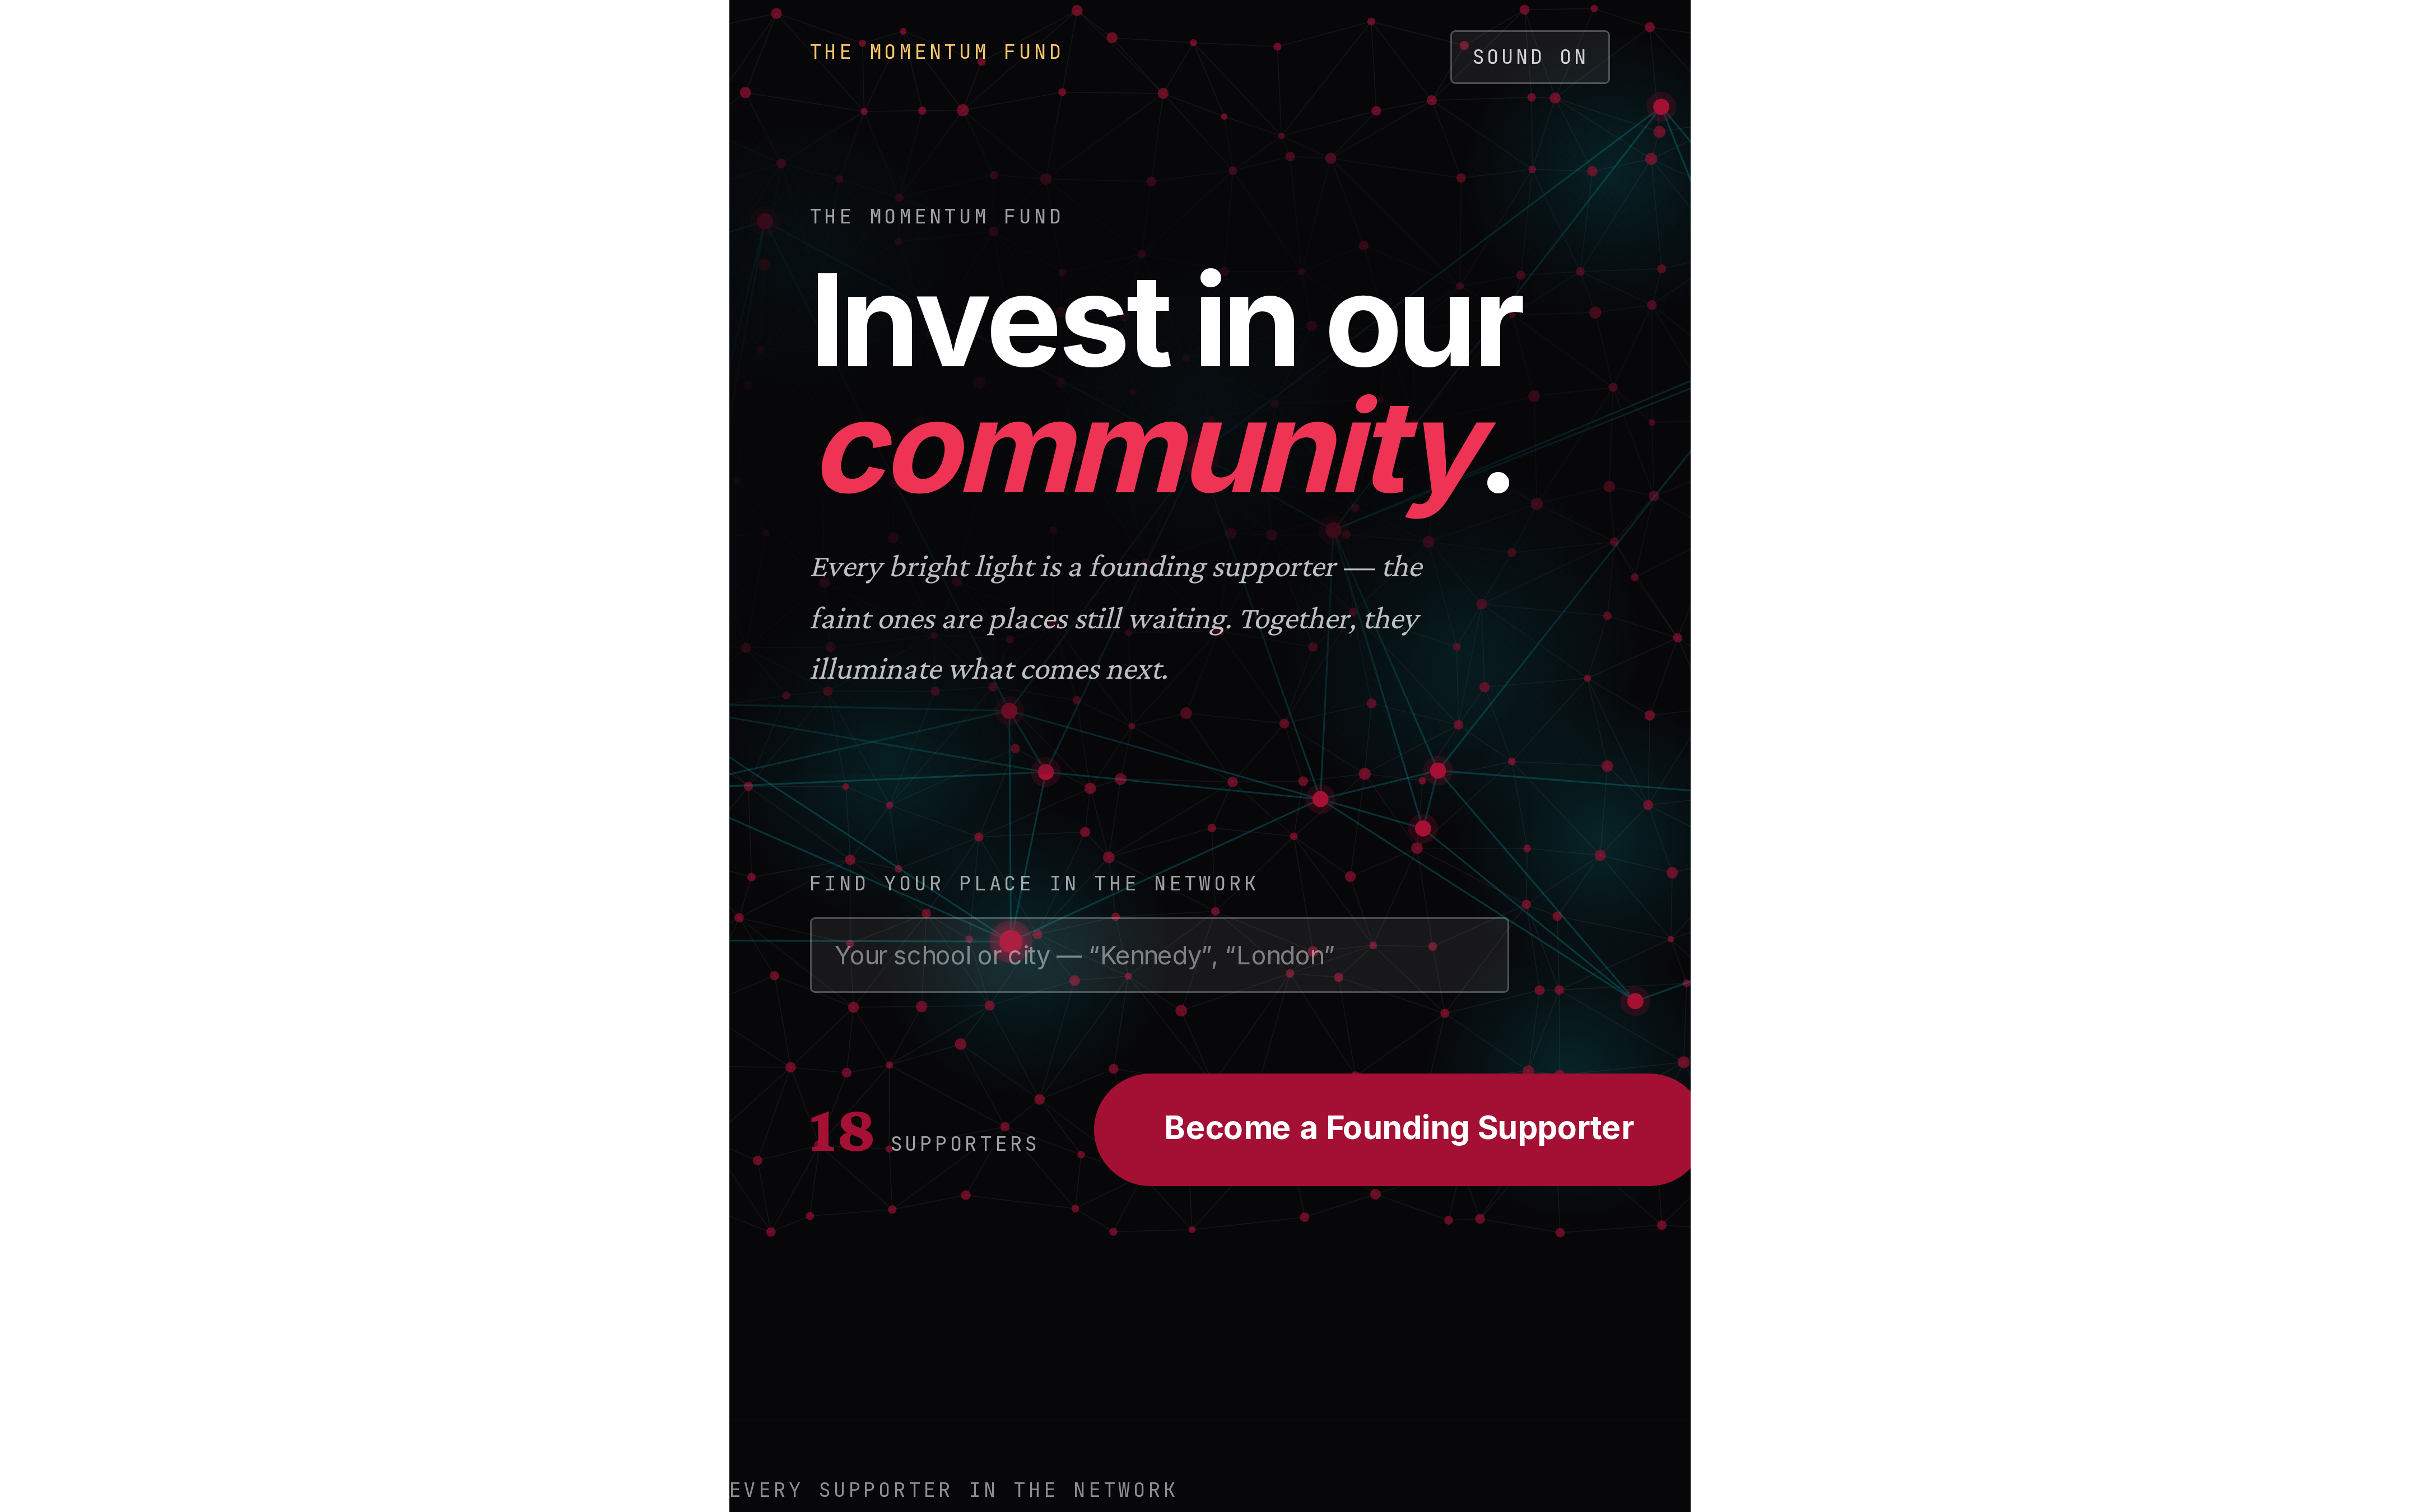 THE MOMENTUM FUND
SOUND ON
THE MOMENTUM FUND
Invest in our
community.
Every bright light is a founding supporter — the
faint ones are places still waiting. Together, they
illuminate what comes next.
FIND YOUR PLACE IN THE NETWORK
Your school or city — “Kennedy”, “London”
18 SUPPORTERS
Become a Founding Supporter
EVERY SUPPORTER IN THE NETWORK